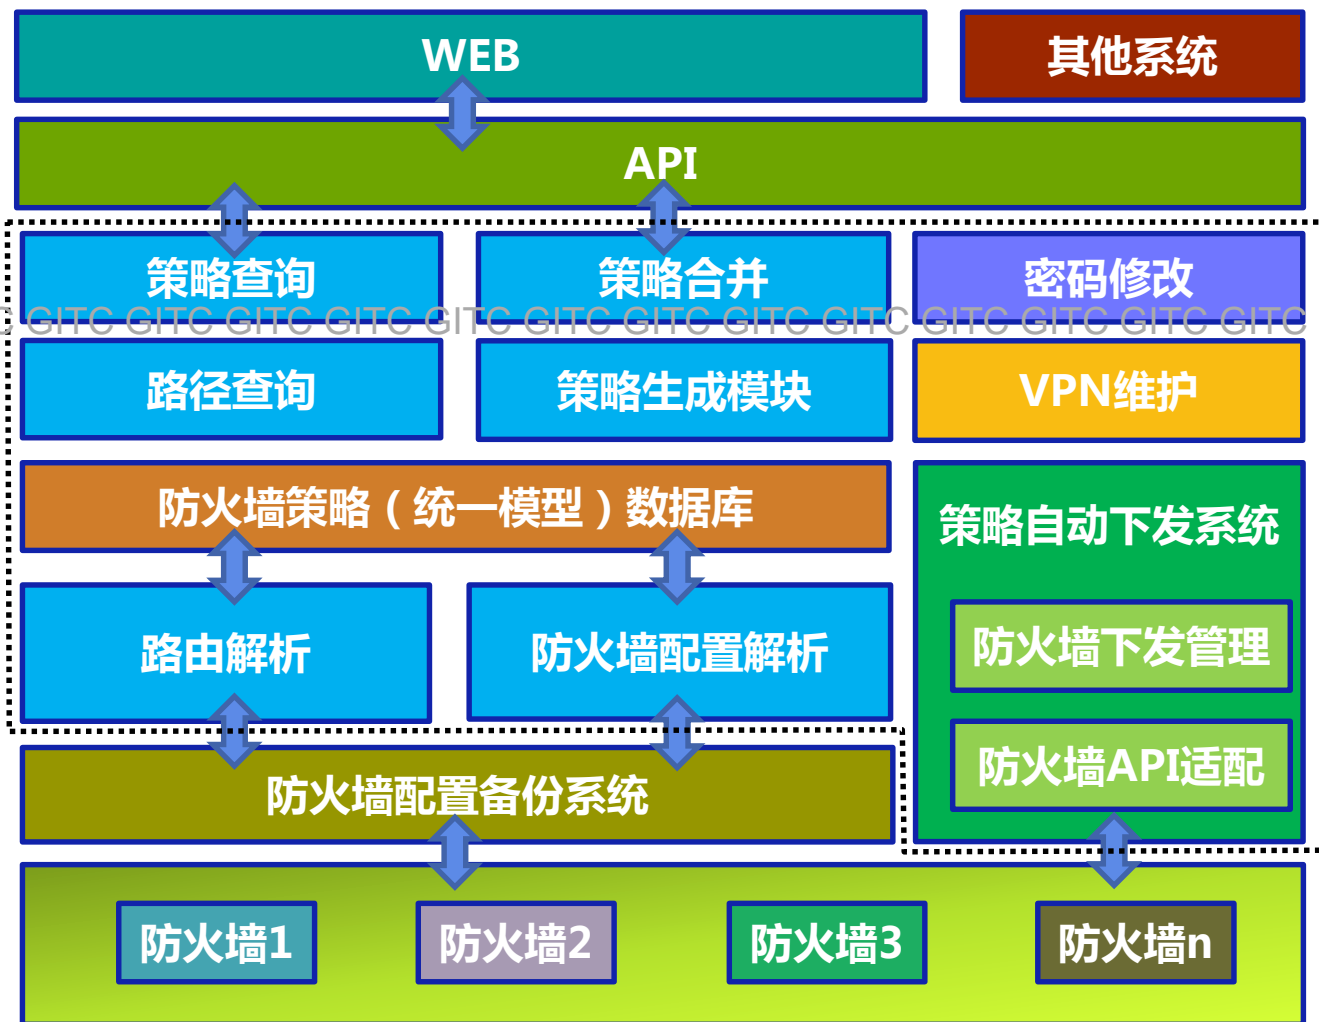 WEB
其他系统
API
策略查询
策略合并
密码修改
C GITC GITC GITC GITC GITC GITC GITC GITC GITC GITC GITC GITC GITC
路径查询
策略生成模块
VPN维护
防火墙策略（统一模型）数据库
策略自动下发系统
路由解析
防火墙配置解析
防火墙下发管理
防火墙API适配
防火墙配置备份系统
防火墙1
防火墙2
防火墙3
防火墙n